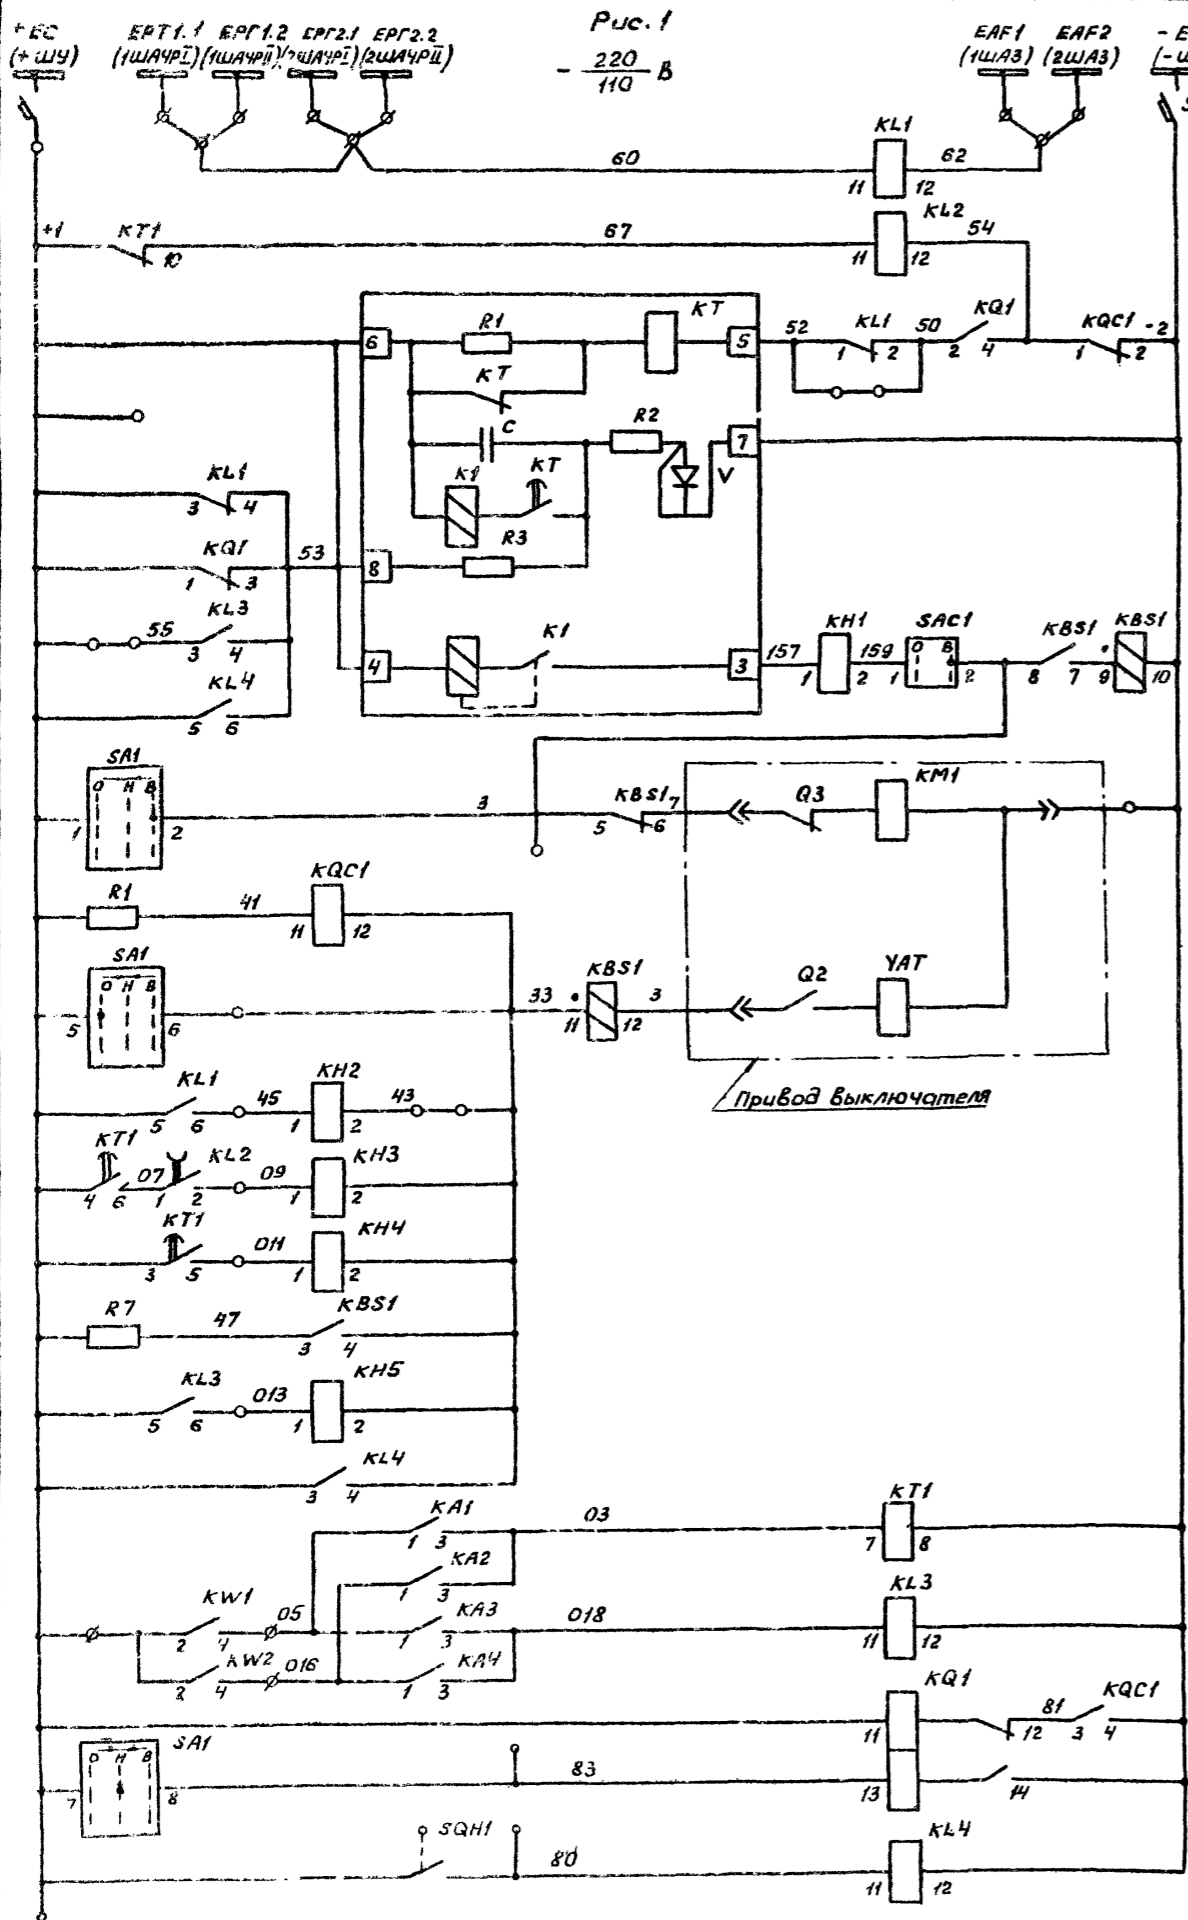 +ЕС ЕРГ1.1 ЕРГ1.2 ЕРГ2.1 ЕРГ2.2 Рис. 1 EAF1 EAF2
(+ШУ) (1ШАЧРI) (1ШАЧРII) (2ШАЧРI) (2ШАЧРII) - 220/110 В (1ША3) (2ША3)
KL1
60 62
11 12
KL2
+1 KT1 67 54
10 11 12
R1 KT
6 5 52 KL1 50 KQ1 KQC1 -2
1 2 2 4 1 2
KT
C R2
7
KL1 K1 KT V
3 4
KQ1 53 R3
1 3 8
KL3
55 3 4
K1 KH1 SAC1 KBS1 KBS1
4 3 157 159 О В
1 2 1 2 8 7 9 10
KL4
5 6
SA1
О Н В
1 2 3 KBS1 7 Q3 KM1
5 6
R1 41 KQC1
11 12
SA1
О Н В
5 6 33 KBS1 3 Q2 YAT
11 12
Привод выключателя
KL1 45 KH2 43
5 6 1 2
KT1 07 KL2 09 KH3
4 6 1 2 1 2
KT1 011 KH4
3 5 1 2
R7 47 KBS1
3 4
KL3 013 KH5
5 6 1 2
KL4
3 4
KA1 03 KT1
1 3 7 8
KA2
1 3
KW1 05 KA3 018 KL3
2 4 1 3 11 12
KW2 016 KA4
2 4 1 3
KQ1 81 KQC1
11 12 3 4
SA1
О Н В
7 8 83 13 14
SQH1 80 KL4
11 12